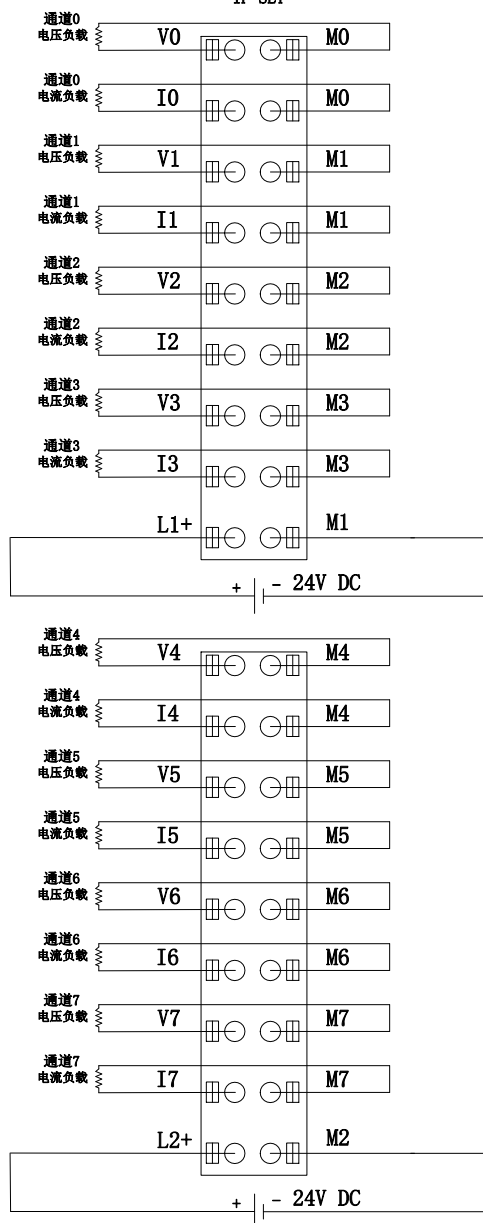 通道0
电压负载
V0 M0
通道0
电流负载
I0 M0
通道1
电压负载
V1 M1
通道1
电流负载
I1 M1
通道2
电压负载
V2 M2
通道2
电流负载
I2 M2
通道3
电压负载
V3 M3
通道3
电流负载
I3 M3
L1+ M1
+ - 24V DC
通道4
电压负载
V4 M4
通道4
电流负载
I4 M4
通道5
电压负载
V5 M5
通道5
电流负载
I5 M5
通道6
电压负载
V6 M6
通道6
电流负载
I6 M6
通道7
电压负载
V7 M7
通道7
电流负载
I7 M7
L2+ M2
+ - 24V DC